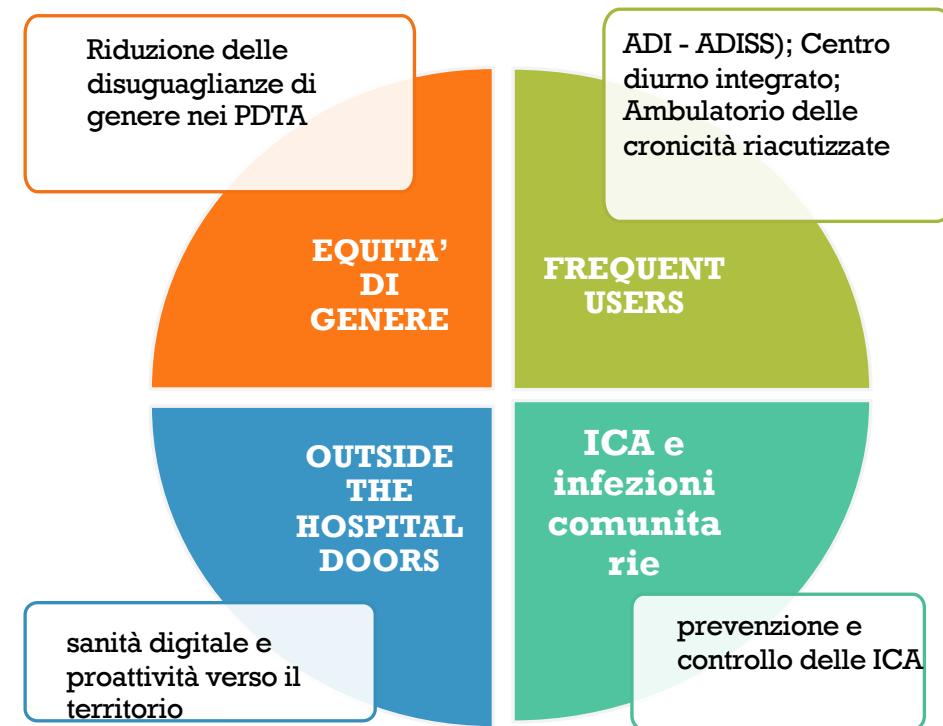 Riduzione delle
disuguaglianze di
genere nei PDTA
ADI - ADISS); Centro
diurno integrato;
Ambulatorio delle
cronicità riacutizzate
EQUITA’
DI
GENERE
FREQUENT
USERS
OUTSIDE
THE
HOSPITAL
DOORS
ICA e
infezioni
comunita
rie
sanità digitale e
proattività verso il
territorio
prevenzione e
controllo delle ICA